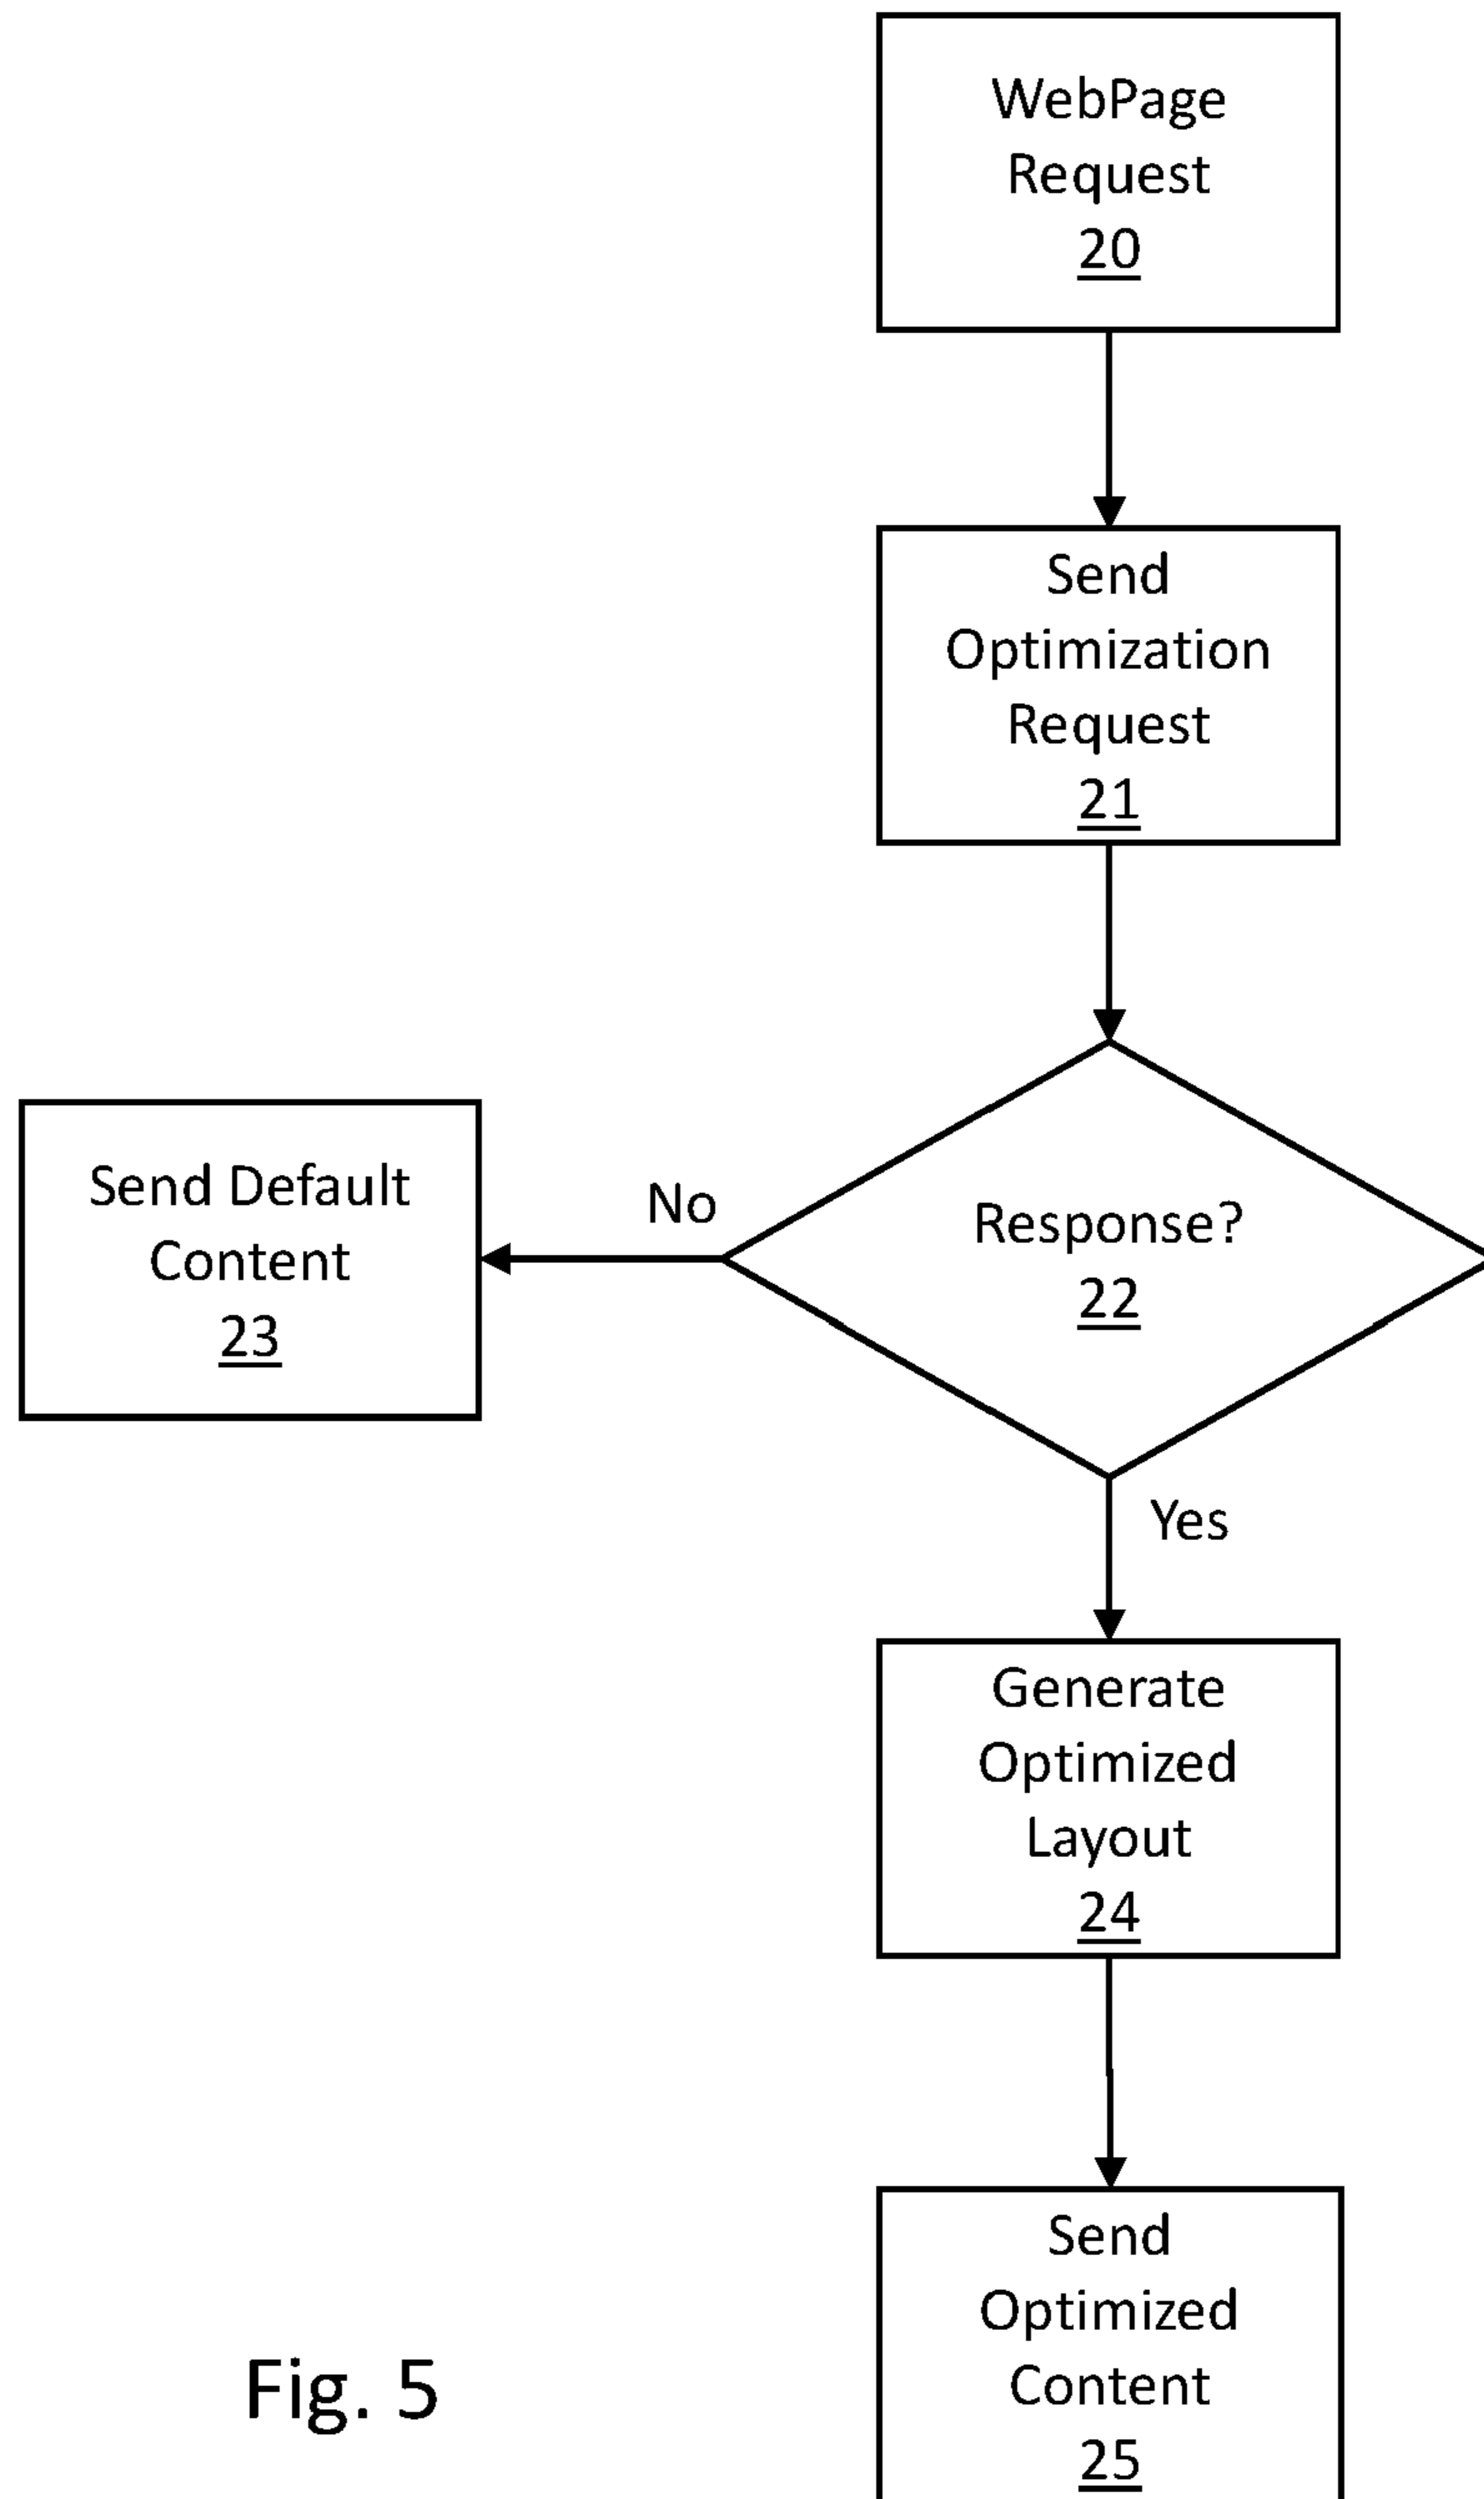 WebPage
Request
20
Send
Optimization
Request
21
Response?
22
No
Send Default
Content
23
Yes
Generate
Optimized
Layout
24
Send
Optimized
Content
25
Fig. 5